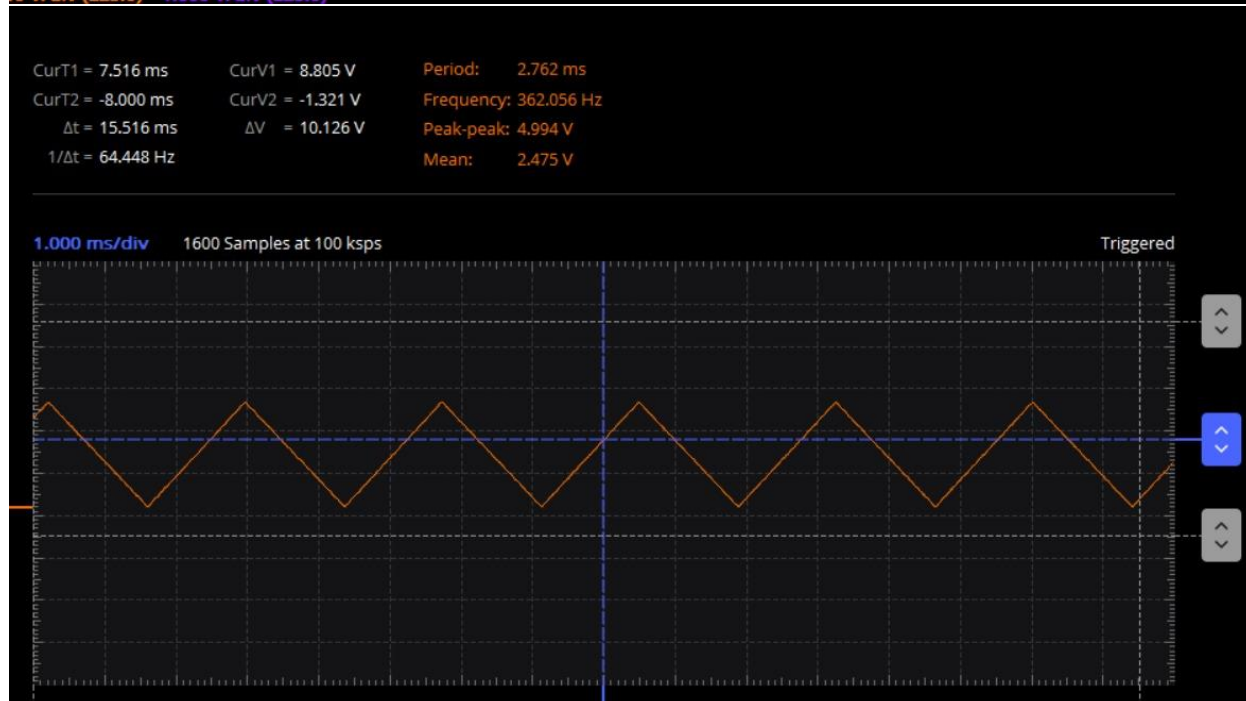 CurT1 = 7.516 ms CurV1 = 8.805 V Period: 2.762 ms
CurT2 = -8.000 ms CurV2 = -1.321 V Frequency: 362.056 Hz
Δt = 15.516 ms ΔV = 10.126 V Peak-peak: 4.994 V
1/Δt = 64.448 Hz Mean: 2.475 V
1.000 ms/div 1600 Samples at 100 ksps Triggered